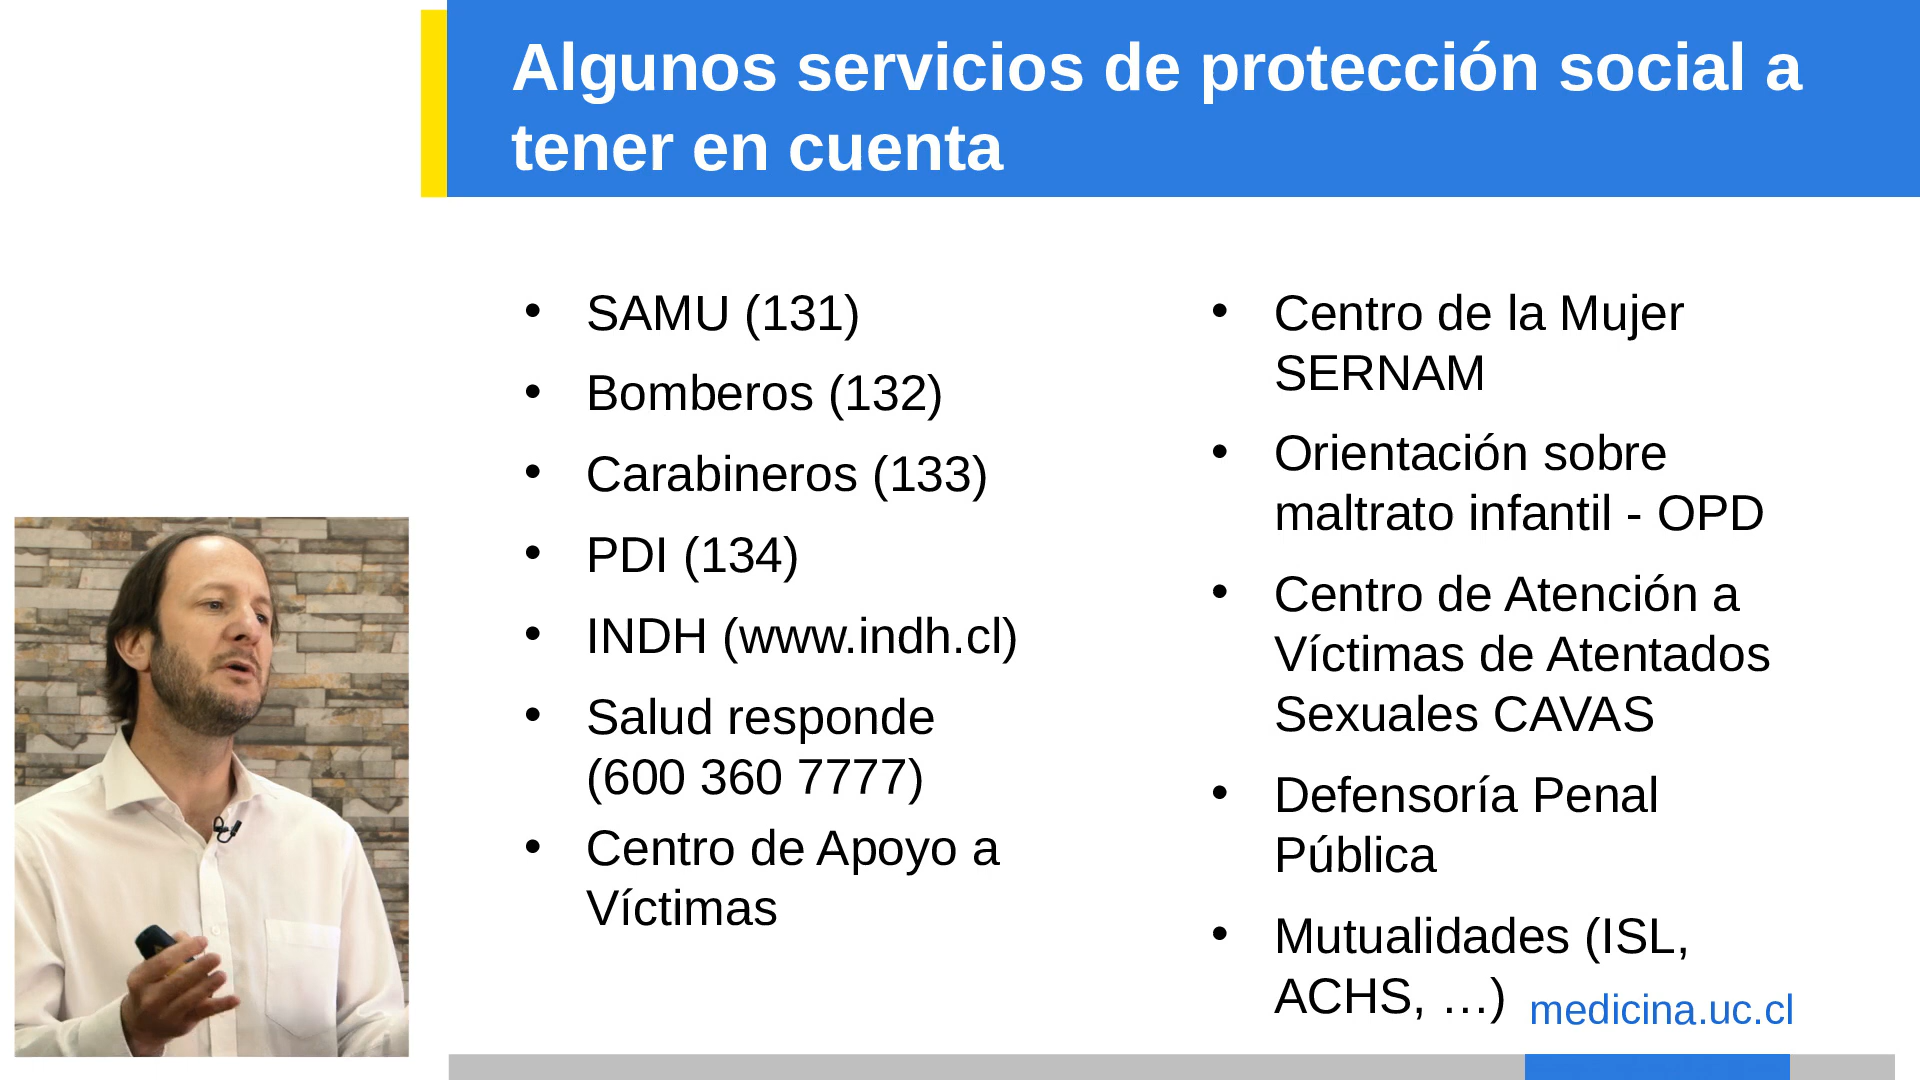 Algunos servicios de protección social a
tener en cuenta
• SAMU (131)
• Bomberos (132)
• Carabineros (133)
• PDI (134)
• INDH (www.indh.cl)
• Salud responde
(600 360 7777)
• Centro de Apoyo a
Víctimas
• Centro de la Mujer
SERNAM
• Orientación sobre
maltrato infantil - OPD
• Centro de Atención a
Víctimas de Atentados
Sexuales CAVAS
• Defensoría Penal
Pública
• Mutualidades (ISL,
ACHS, …)
medicina.uc.cl